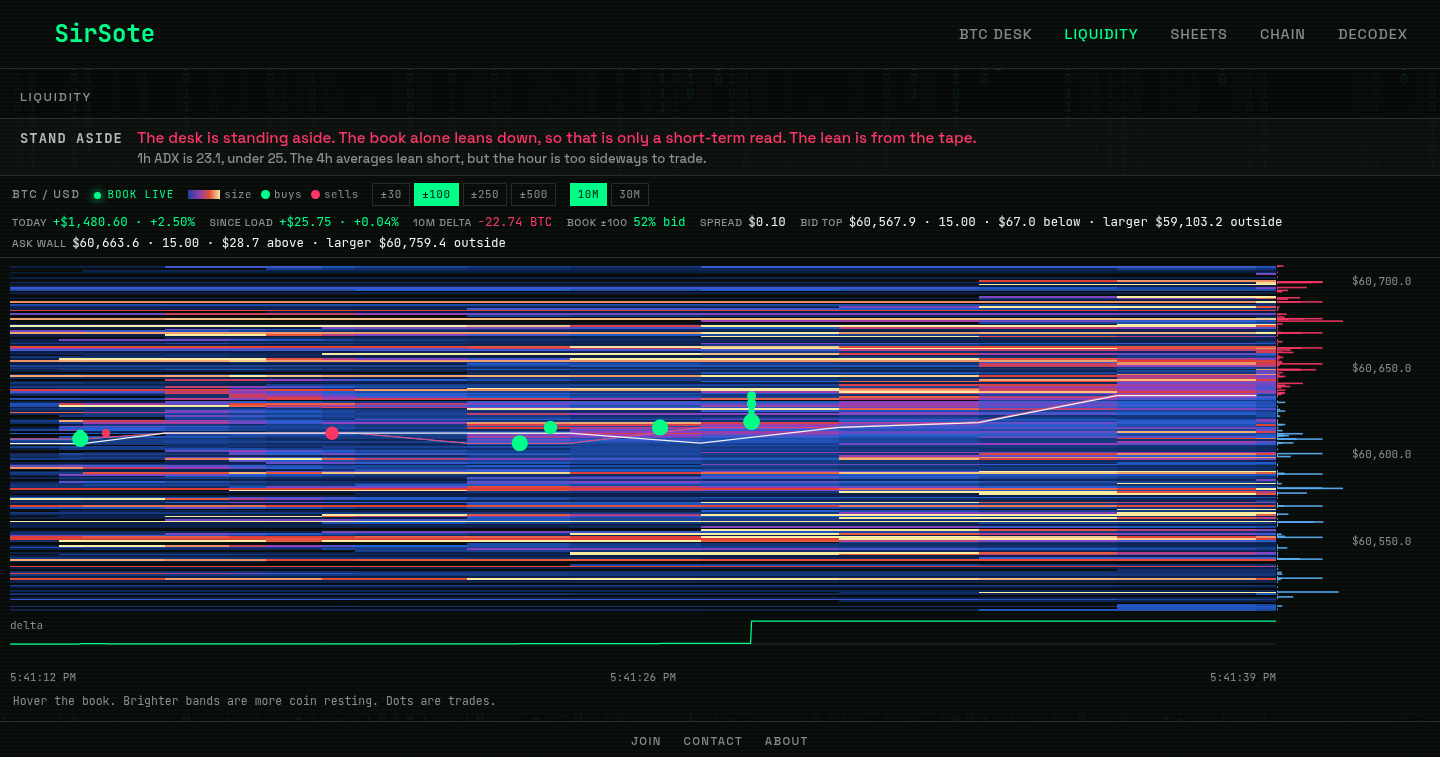 SirSote
BTC DESK LIQUIDITY SHEETS CHAIN DECODEX
LIQUIDITY
STAND ASIDE The desk is standing aside. The book alone leans down, so that is only a short-term read. The lean is from the tape.
1h ADX is 23.1, under 25. The 4h averages lean short, but the hour is too sideways to trade.
BTC / USD BOOK LIVE size buys sells ±30 ±100 ±250 ±500 10M 30M
TODAY +$1,480.60 · +2.50% SINCE LOAD +$25.75 · +0.04% 10M DELTA -22.74 BTC BOOK ±100 52% bid SPREAD $0.10 BID TOP $60,567.9 · 15.00 · $67.0 below · larger $59,103.2 outside
ASK WALL $60,663.6 · 15.00 · $28.7 above · larger $60,759.4 outside
$60,700.0
$60,650.0
$60,600.0
$60,550.0
delta
5:41:12 PM 5:41:26 PM 5:41:39 PM
Hover the book. Brighter bands are more coin resting. Dots are trades.
JOIN CONTACT ABOUT